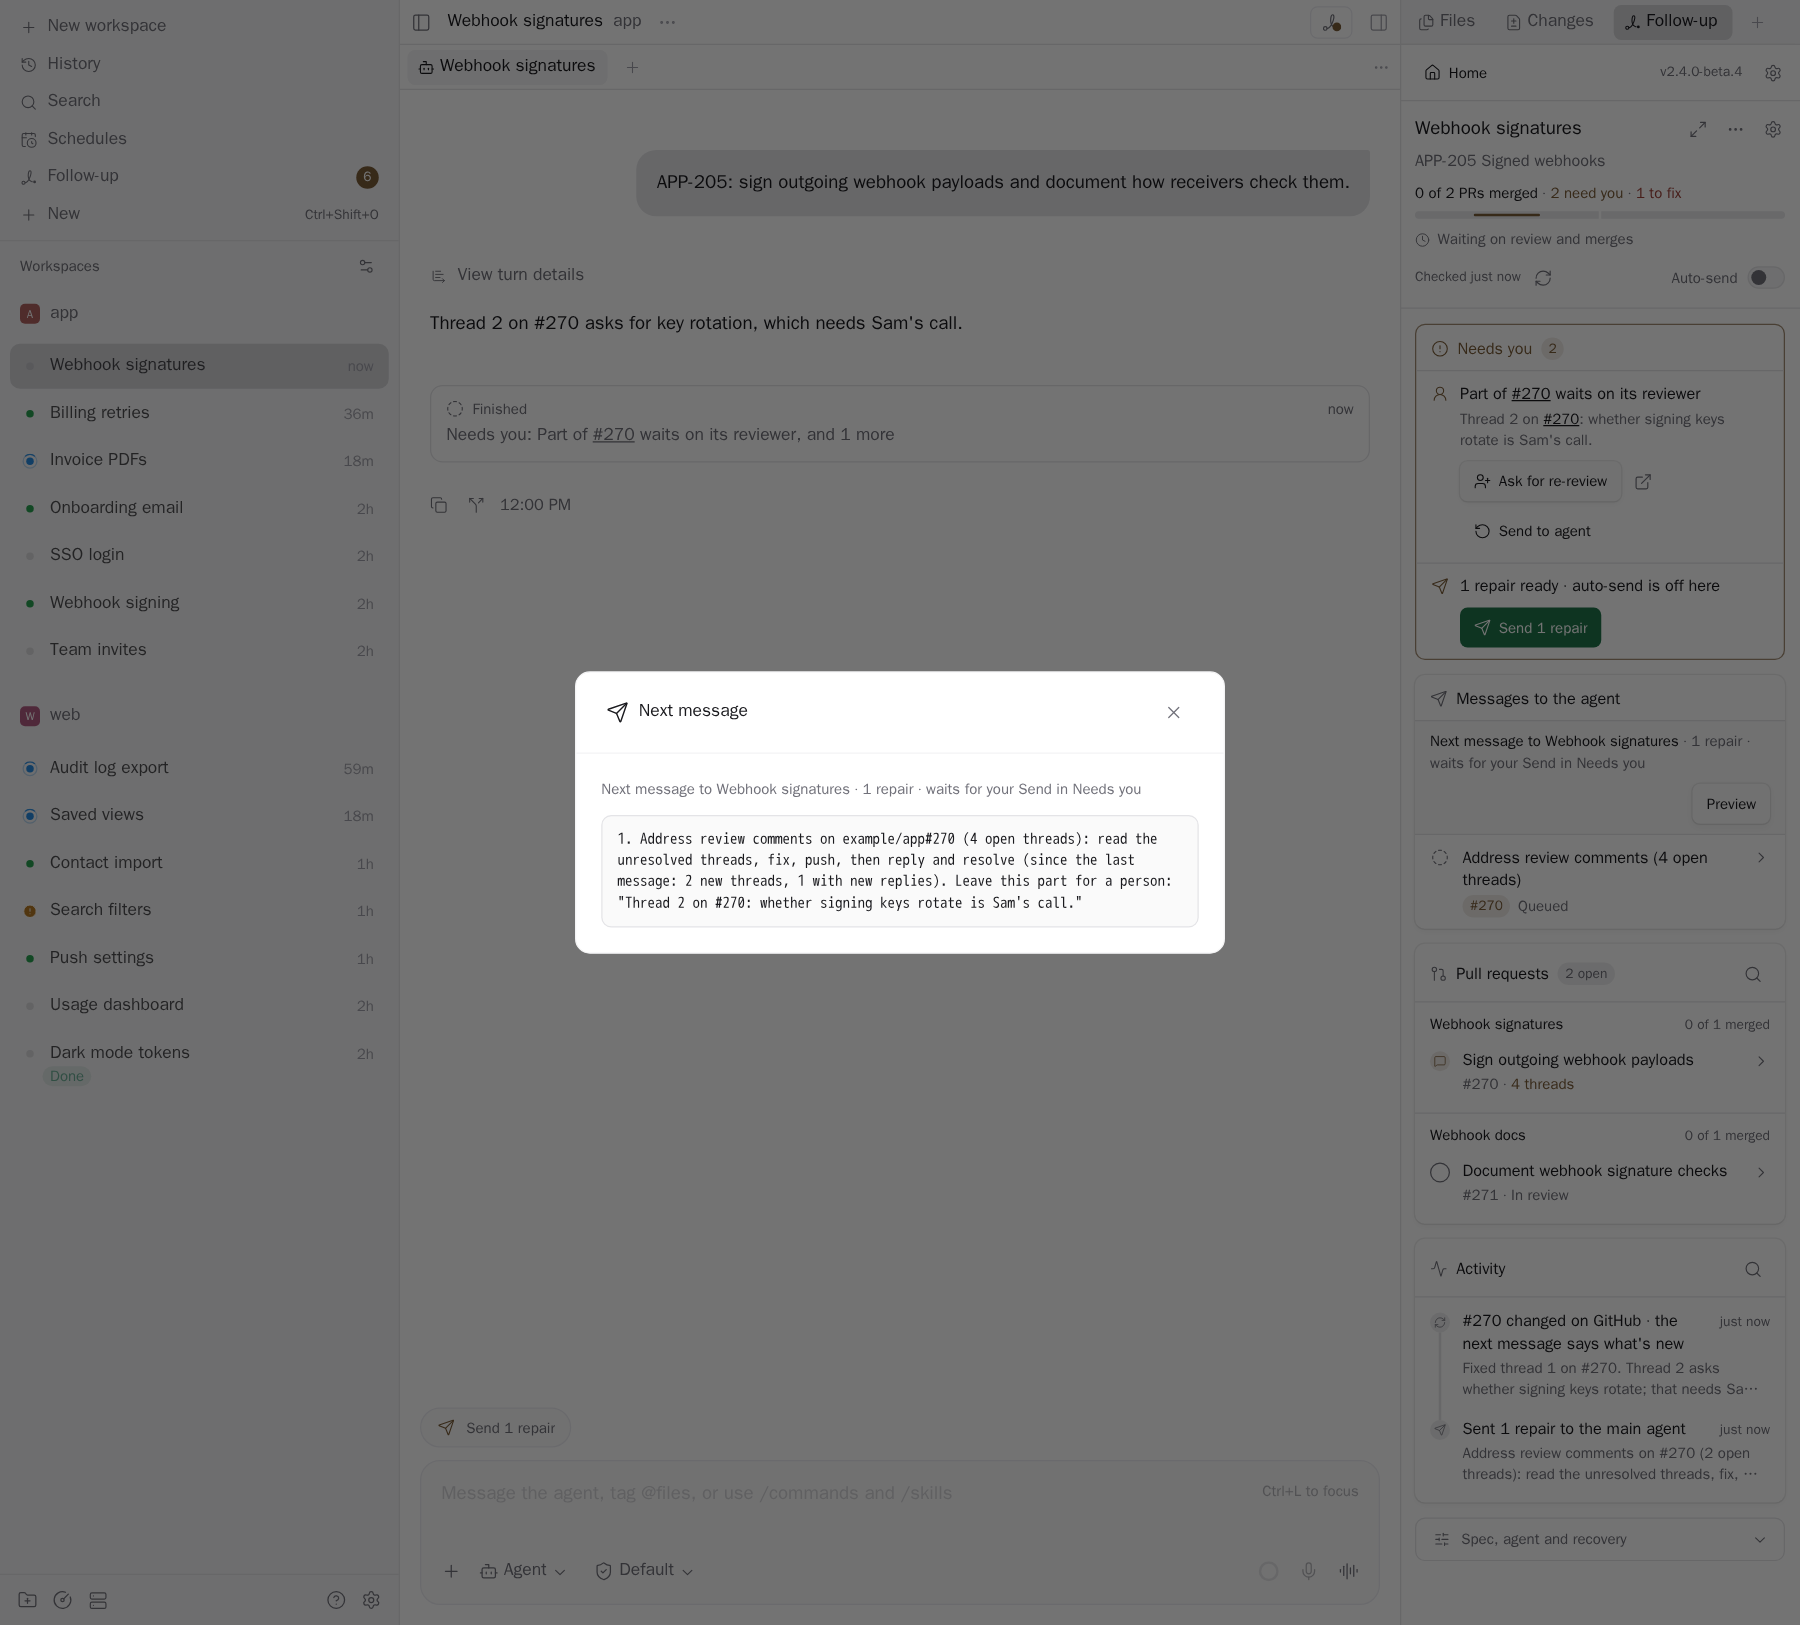 New workspace
History
Search
Schedules
Follow-up
6
New
Ctrl+Shift+O
Workspaces
A
app
Webhook signatures
now
Billing retries
36m
Invoice PDFs
18m
Onboarding email
2h
SSO login
2h
Webhook signing
2h
Team invites
2h
W
web
Audit log export
59m
Saved views
18m
Contact import
1h
Search filters
1h
Push settings
1h
Usage dashboard
2h
Dark mode tokens
2h
Done
Webhook signatures app
Webhook signatures
APP-205: sign outgoing webhook payloads and document how receivers check them.
View turn details
Thread 2 on #270 asks for key rotation, which needs Sam's call.
Finished
now
Needs you: Part of #270 waits on its reviewer, and 1 more
12:00 PM
Next message
Next message to Webhook signatures · 1 repair · waits for your Send in Needs you
1. Address review comments on example/app#270 (4 open threads): read the
unresolved threads, fix, push, then reply and resolve (since the last
message: 2 new threads, 1 with new replies). Leave this part for a person:
"Thread 2 on #270: whether signing keys rotate is Sam's call."
Send 1 repair
Message the agent, tag @files, or use /commands and /skills
Ctrl+L to focus
Agent
Default
Files
Changes
Follow-up
Home
v2.4.0-beta.4
Webhook signatures
APP-205 Signed webhooks
0 of 2 PRs merged · 2 need you · 1 to fix
Waiting on review and merges
Checked just now
Auto-send
Needs you 2
Part of #270 waits on its reviewer
Thread 2 on #270: whether signing keys
rotate is Sam's call.
Ask for re-review
Send to agent
1 repair ready · auto-send is off here
Send 1 repair
Messages to the agent
Next message to Webhook signatures · 1 repair ·
waits for your Send in Needs you
Preview
Address review comments (4 open
threads)
#270 Queued
Pull requests 2 open
Webhook signatures
0 of 1 merged
Sign outgoing webhook payloads
#270 · 4 threads
Webhook docs
0 of 1 merged
Document webhook signature checks
#271 · In review
Activity
#270 changed on GitHub · the
just now
next message says what's new
Fixed thread 1 on #270. Thread 2 asks
whether signing keys rotate; that needs Sa…
Sent 1 repair to the main agent
just now
Address review comments on #270 (2 open
threads): read the unresolved threads, fix, …
Spec, agent and recovery